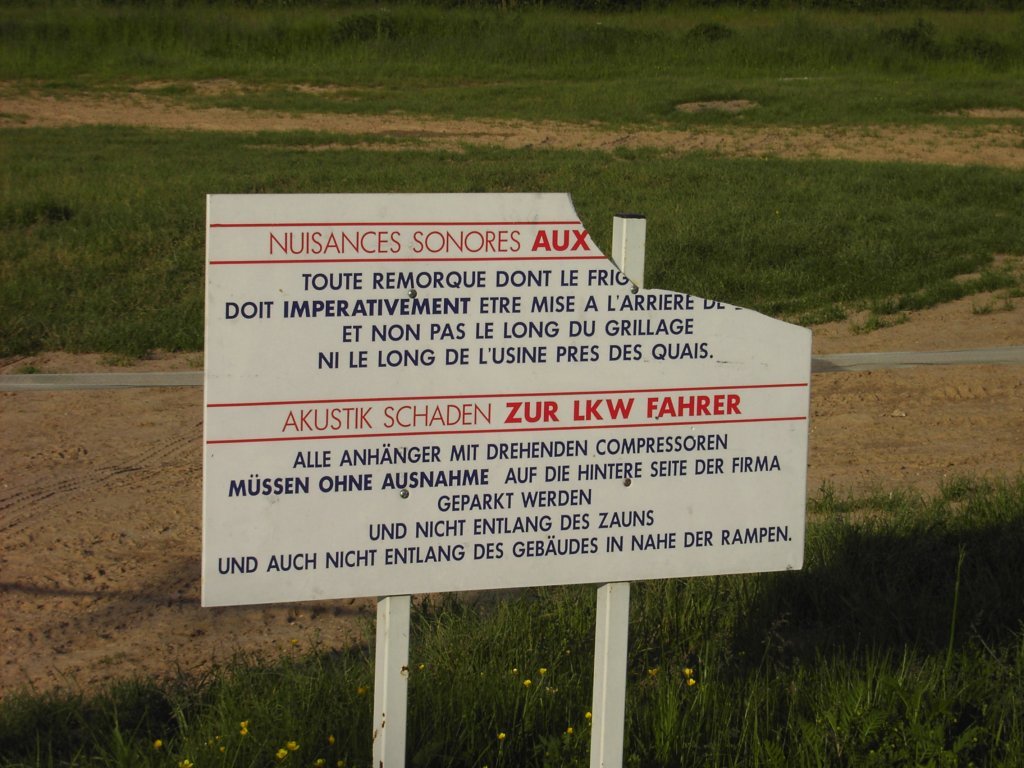 NUISANCES SONORES AUX
TOUTE REMORQUE DONT LE FRIG
DOIT IMPERATIVEMENT ETRE MISE A L'ARRIERE DE
ET NON PAS LE LONG DU GRILLAGE
NI LE LONG DE L'USINE PRES DES QUAIS.
AKUSTIK SCHADEN ZUR LKW FAHRER
ALLE ANHÄNGER MIT DREHENDEN COMPRESSOREN
MÜSSEN OHNE AUSNAHME AUF DIE HINTERE SEITE DER FIRMA
GEPARKT WERDEN
UND NICHT ENTLANG DES ZAUNS
UND AUCH NICHT ENTLANG DES GEBÄUDES IN NAHE DER RAMPEN.